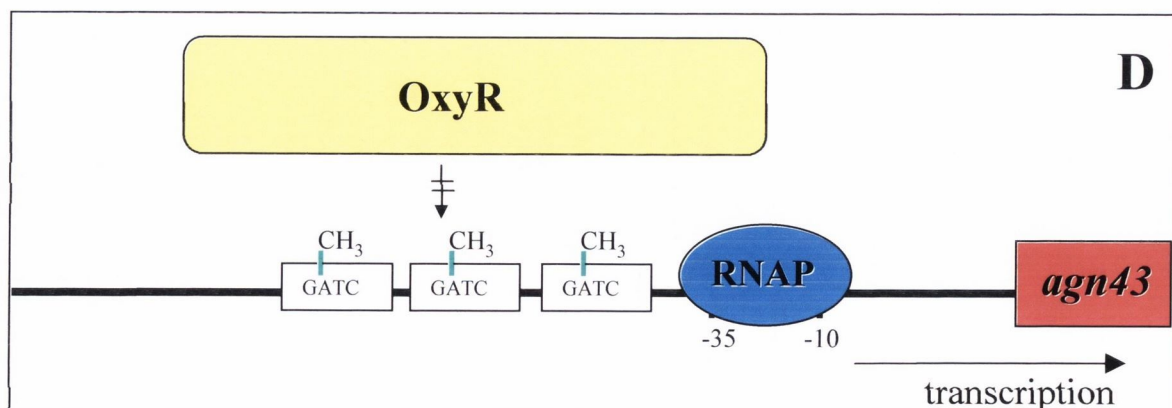 D
OxyR
CH₃ CH₃ CH₃
GATC GATC GATC RNAP agn43
-35 -10
transcription